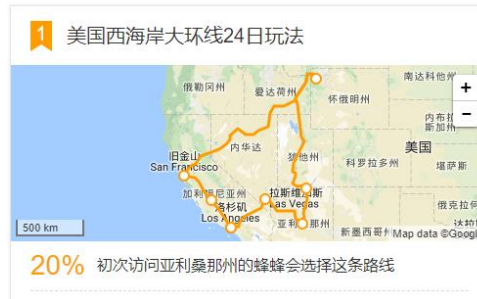 1 美国西海岸大环线24日玩法
南达科他州
俄勒冈州
爱达荷州
怀俄明州
+
−
内布拉
斯加州
美国
旧金山
San Francisco
内华达
犹他州
科罗拉多州
堪萨斯
加利
尼亚州
拉斯维加斯
Las Vegas
洛杉矶
Los Angeles
亚利
那州
俄克拉何
新墨西哥州
500 km
Map data ©Google
20% 初次访问亚利桑那州的蜂蜂会选择这条路线